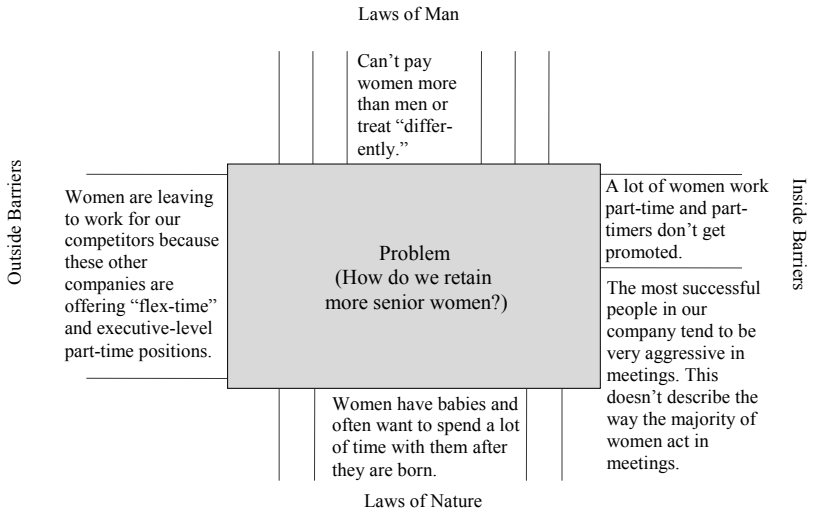 Laws of Man
Can’t pay
women more
than men or
treat “differ-
ently.”
Outside Barriers
Women are leaving
to work for our
competitors because
these other
companies are
offering “flex-time”
and executive-level
part-time positions.
Problem
(How do we retain
more senior women?)
A lot of women work
part-time and part-
timers don’t get
promoted.
The most successful
people in our
company tend to be
very aggressive in
meetings. This
doesn’t describe the
way the majority of
women act in
meetings.
Inside Barriers
Women have babies and
often want to spend a lot
of time with them after
they are born.
Laws of Nature